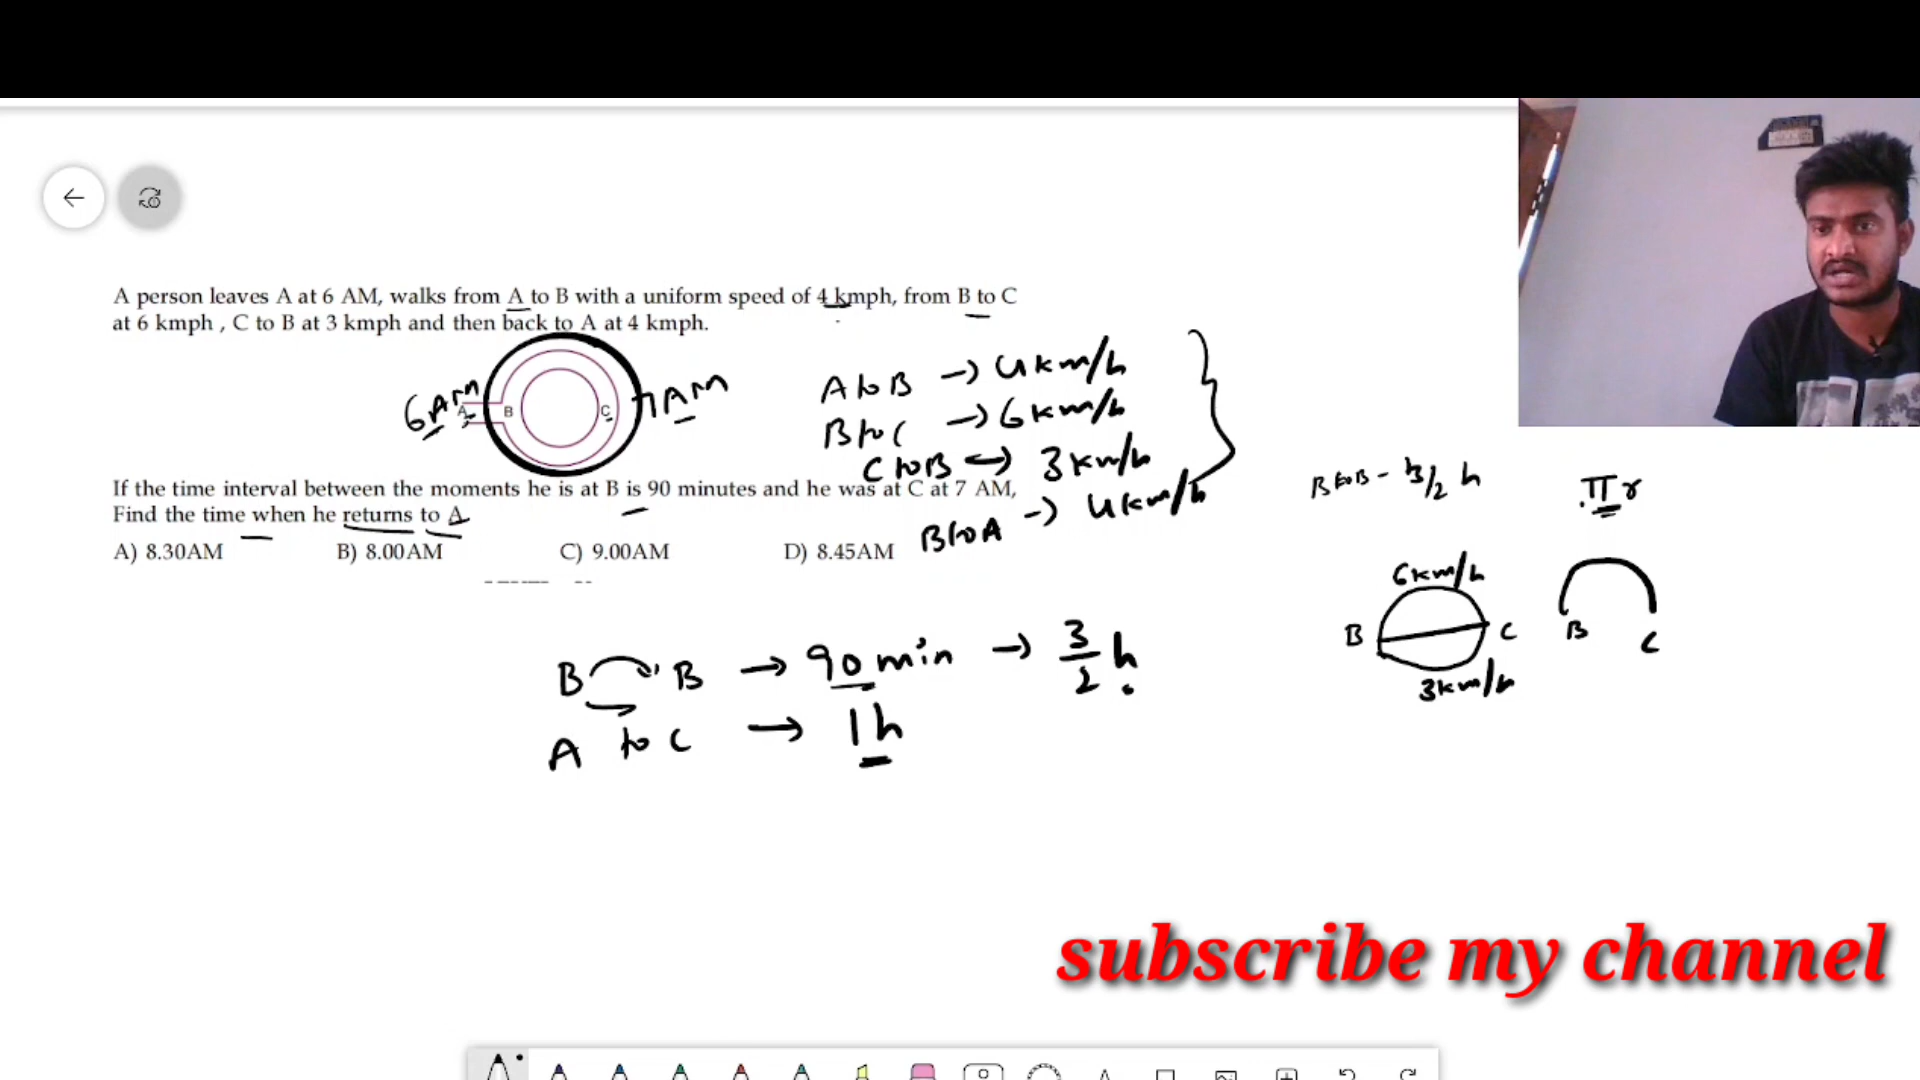 A person leaves A at 6 AM, walks from A to B with a uniform speed of 4 kmph, from B to C
at 6 kmph , C to B at 3 kmph and then back to A at 4 kmph.
6AM
A
B
C
7AM
A to B → 4km/h
B to C → 6km/h
C to B → 3km/h
B to A → 4km/h
If the time interval between the moments he is at B is 90 minutes and he was at C at 7 AM,
Find the time when he returns to A
A) 8.30AM B) 8.00AM C) 9.00AM D) 8.45AM
B to B - 3/2 h
πr
6km/h
B
C
3km/h
B
C
B B → 90 min → 3/2 h.
A to C → 1h
subscribe my channel